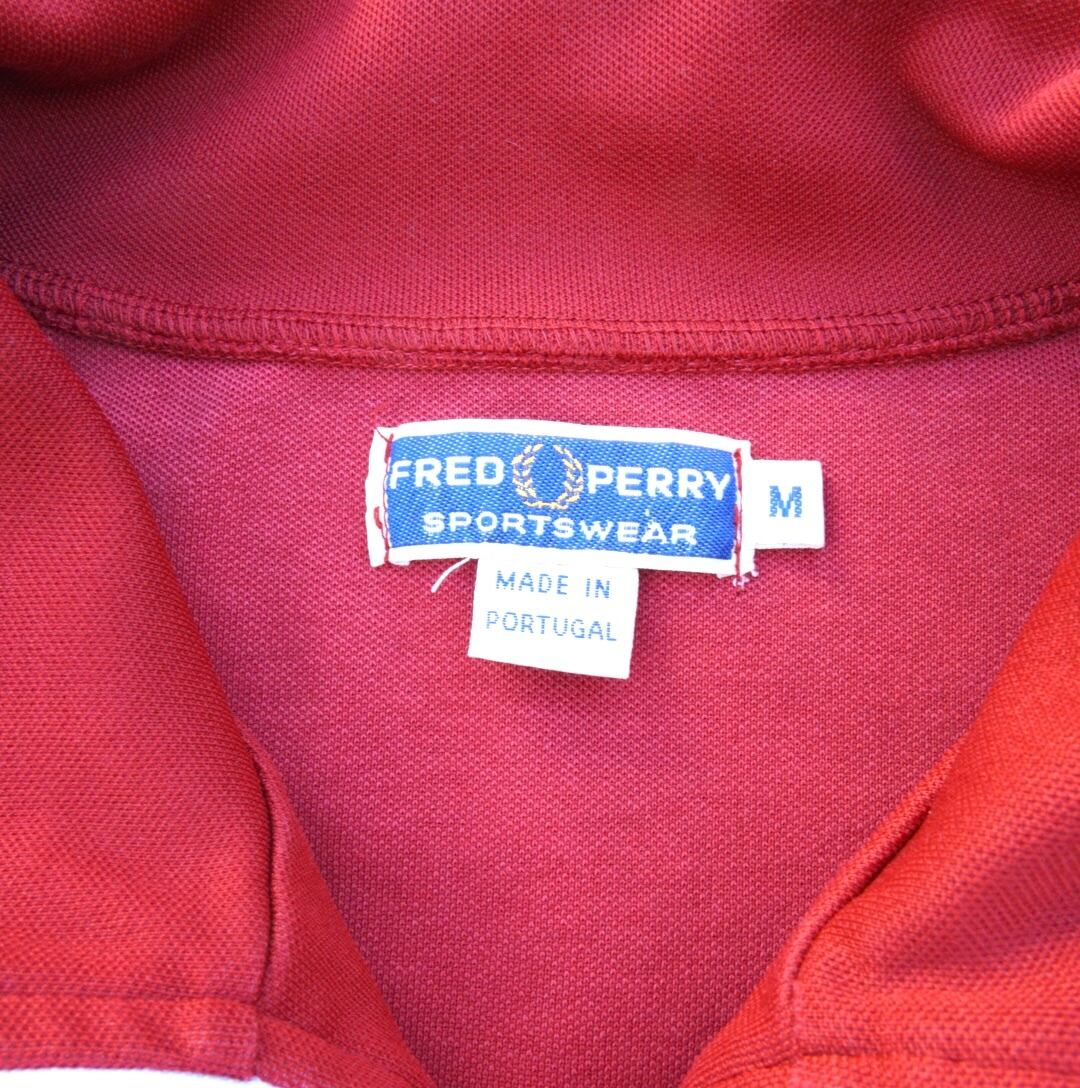 FRED PERRY
SPORTSWEAR
M
MADE IN
PORTUGAL